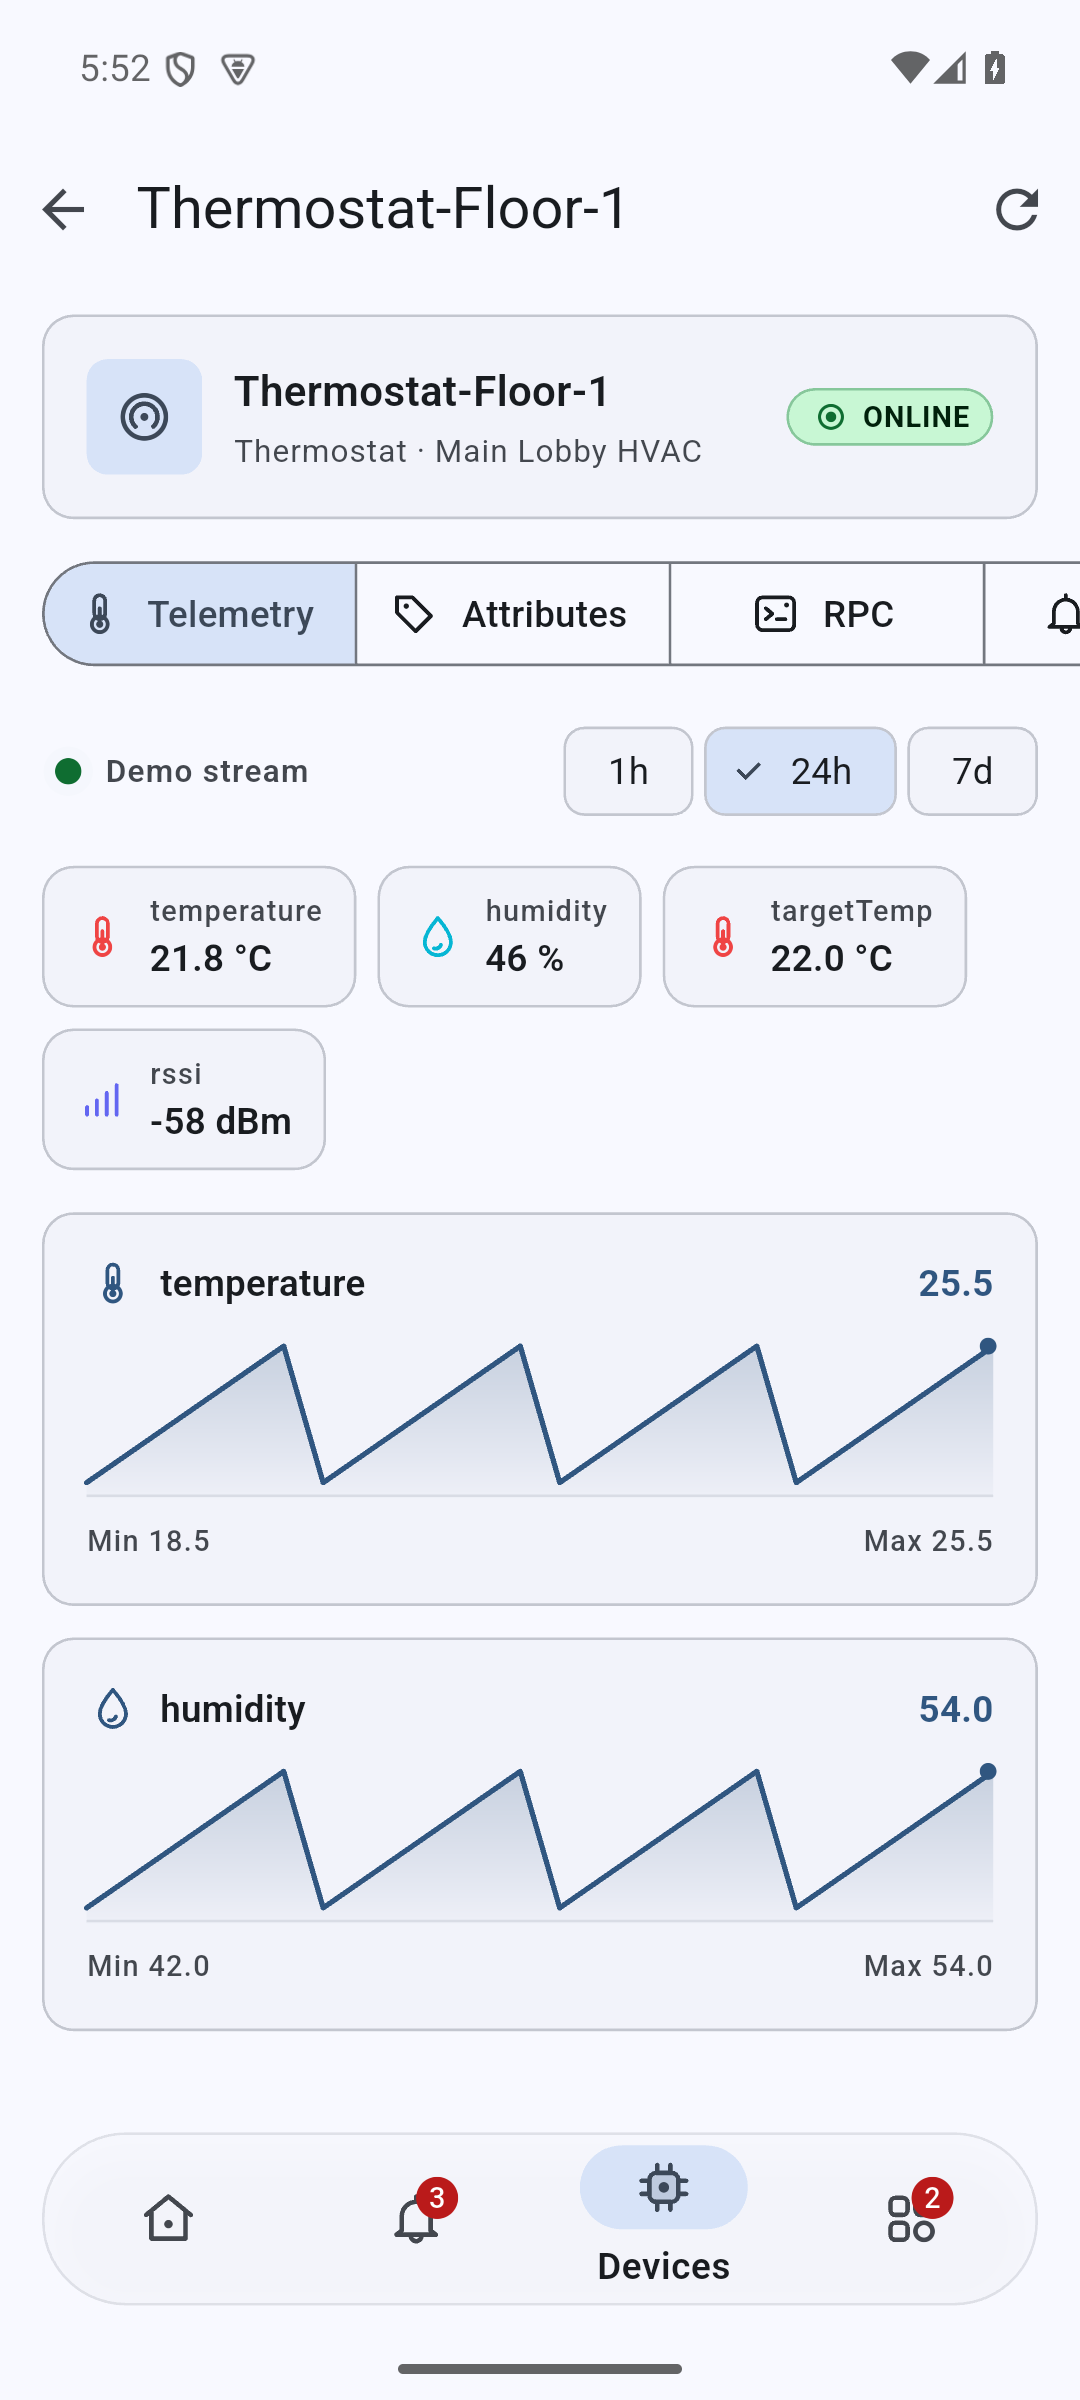 5:52
Thermostat-Floor-1
Thermostat-Floor-1
Thermostat · Main Lobby HVAC
ONLINE
Telemetry
Attributes
RPC
Demo stream
1h
24h
7d
temperature
21.8 °C
humidity
46 %
targetTemp
22.0 °C
rssi
-58 dBm
temperature
25.5
Min 18.5
Max 25.5
humidity
54.0
Min 42.0
Max 54.0
3
2
Devices